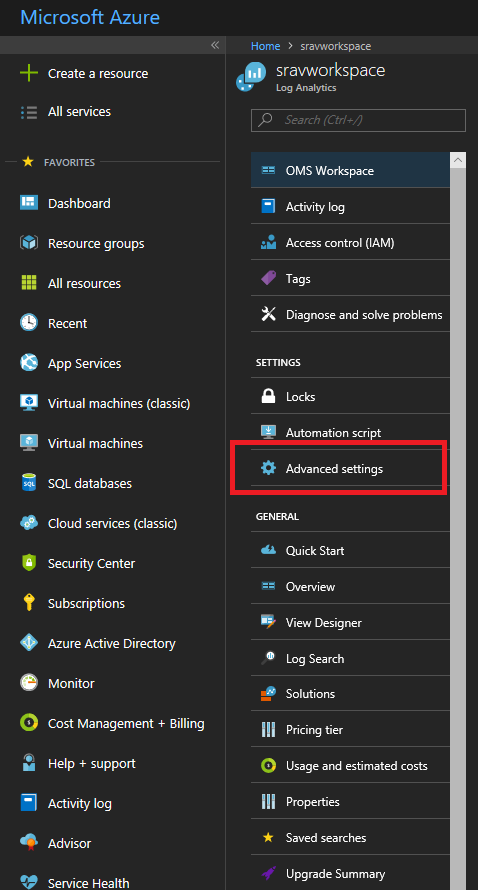 Microsoft Azure
«
Create a resource
All services
FAVORITES
Dashboard
Resource groups
All resources
Recent
App Services
Virtual machines (classic)
Virtual machines
SQL databases
Cloud services (classic)
Security Center
Subscriptions
Azure Active Directory
Monitor
Cost Management + Billing
Help + support
Activity log
Advisor
Service Health
Home > sravworkspace
sravworkspace
Log Analytics
Search (Ctrl+/)
OMS Workspace
Activity log
Access control (IAM)
Tags
Diagnose and solve problems
SETTINGS
Locks
Automation script
Advanced settings
GENERAL
Quick Start
Overview
View Designer
Log Search
Solutions
Pricing tier
Usage and estimated costs
Properties
Saved searches
Upgrade Summary